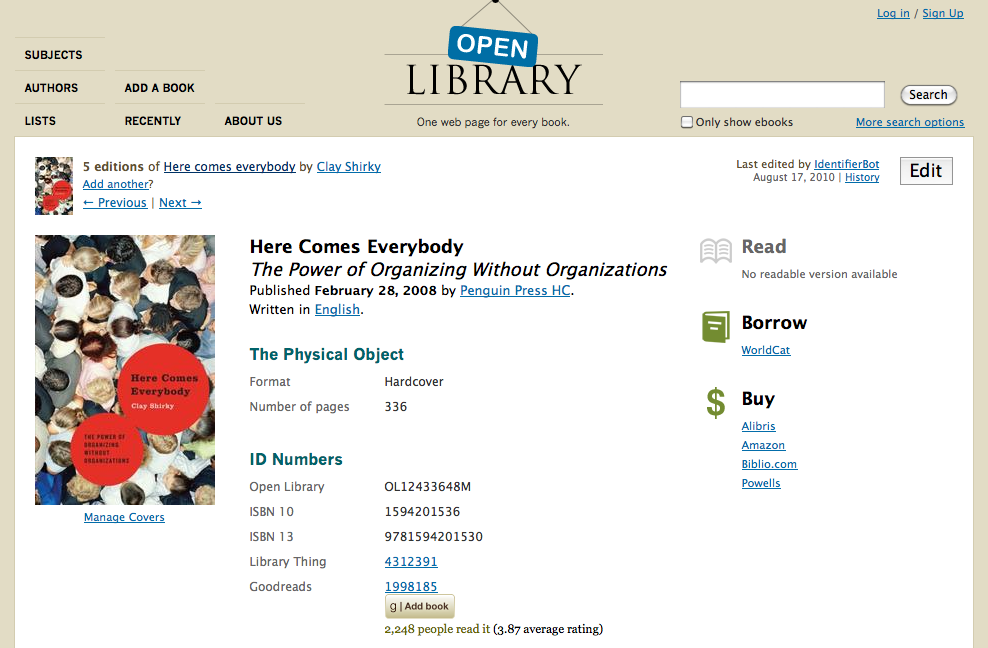 Log in / Sign Up
SUBJECTS
AUTHORS
ADD A BOOK
LISTS
RECENTLY
ABOUT US
OPEN
LIBRARY
One web page for every book.
Search
Only show ebooks
More search options
5 editions of Here comes everybody by Clay Shirky
Add another?
← Previous | Next →
Last edited by IdentifierBot
August 17, 2010 | History
Edit
Here Comes
Everybody
Clay Shirky
THE POWER OF
ORGANIZING
WITHOUT
ORGANIZATIONS
Manage Covers
Here Comes Everybody
The Power of Organizing Without Organizations
Published February 28, 2008 by Penguin Press HC.
Written in English.
The Physical Object
Format Hardcover
Number of pages 336
ID Numbers
Open Library OL12433648M
ISBN 10 1594201536
ISBN 13 9781594201530
Library Thing 4312391
Goodreads 1998185
g | Add book
2,248 people read it (3.87 average rating)
Read
No readable version available
Borrow
WorldCat
$ Buy
Alibris
Amazon
Biblio.com
Powells